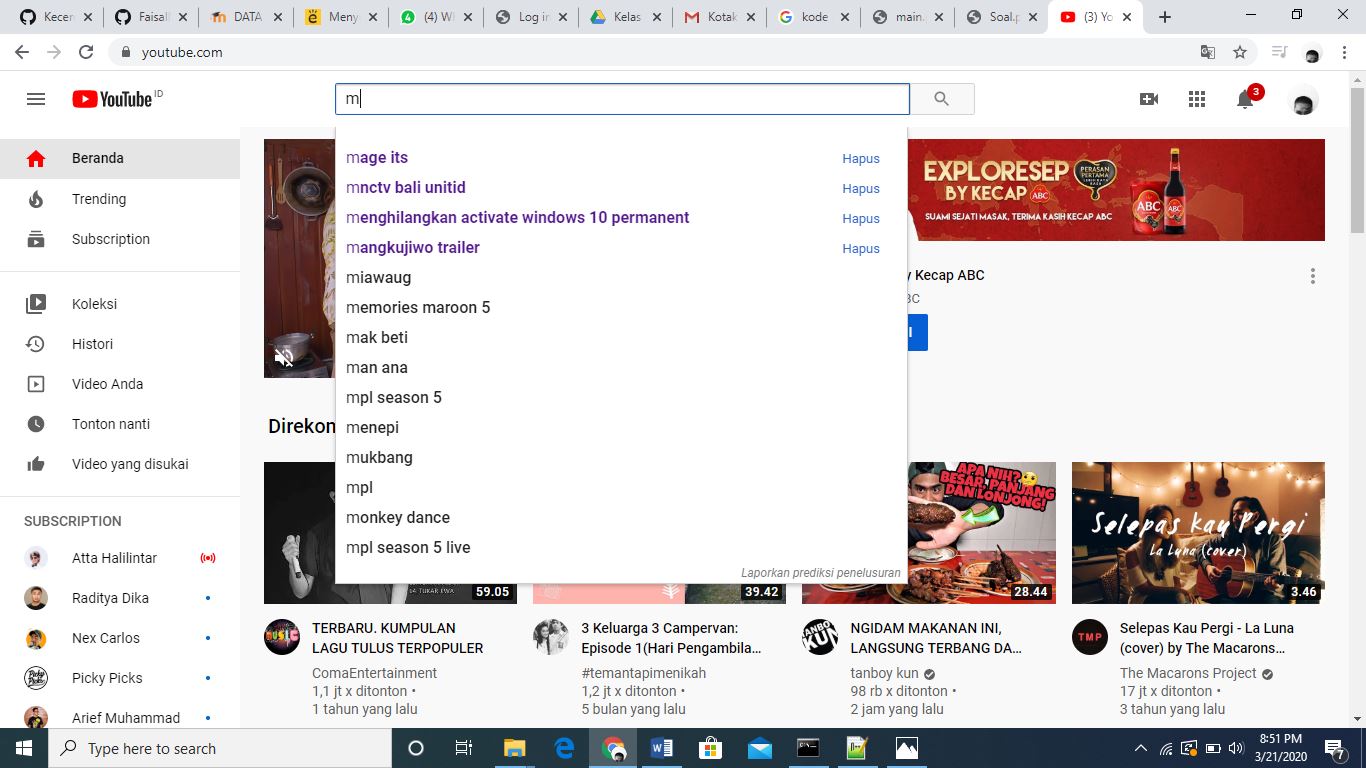 Kecen
Faisall
DATA
Meny
(4) Wh
Log in
Kelas
Kotak
kode
main.
Soal.p
(3) Yo
youtube.com
YouTube ID
m
3
Beranda
Trending
Subscription
Koleksi
Histori
Video Anda
Tonton nanti
Video yang disukai
SUBSCRIPTION
Atta Halilintar
Raditya Dika
Nex Carlos
Picky Picks
Arief Muhammad
mage its Hapus
mnctv bali unitid Hapus
menghilangkan activate windows 10 permanent Hapus
mangkujiwo trailer Hapus
miawaug
memories maroon 5
mak beti
man ana
mpl season 5
menepi
mukbang
mpl
monkey dance
mpl season 5 live
Laporkan prediksi penelusuran
EXPLORESEP
BY KECAP ABC
SUAMI SEJATI MASAK, TERIMA KASIH KECAP ABC
PERASAN
PERTAMA
ABC
ABC
y Kecap ABC
BC
I
Direkon
59.05
39.42
APA NIH?
BESAR, PANJANG
DAN LONJONG!
28.44
Selepas Kau Pergi
La Luna (cover)
3.46
TERBARU. KUMPULAN
LAGU TULUS TERPOPULER
ComaEntertainment
1,1 jt x ditonton •
1 tahun yang lalu
3 Keluarga 3 Campervan:
Episode 1(Hari Pengambila…
#temantapimenikah
1,2 jt x ditonton •
5 bulan yang lalu
TANBOY
KUN
NGIDAM MAKANAN INI,
LANGSUNG TERBANG DA…
tanboy kun
98 rb x ditonton •
2 jam yang lalu
TMP
Selepas Kau Pergi - La Luna
(cover) by The Macarons…
The Macarons Project
17 jt x ditonton •
3 tahun yang lalu
Type here to search
8:51 PM
3/21/2020
7